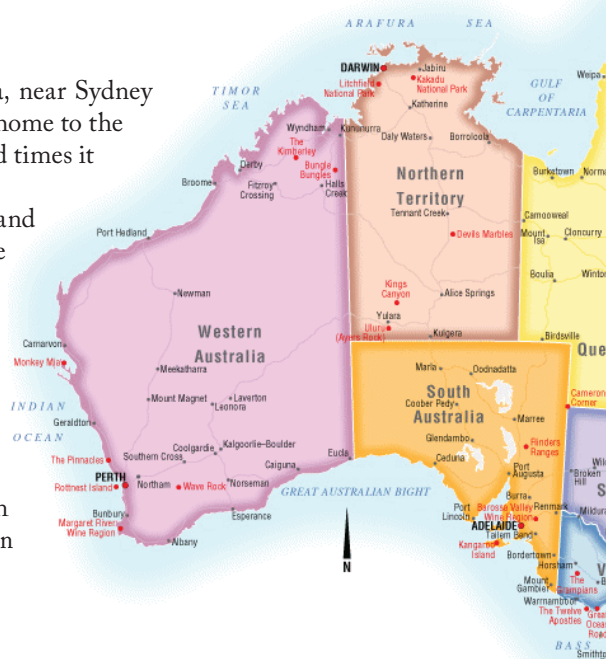 a, near Sydney
home to the
d times it
and
e
n
n
ARAFURA SEA
TIMOR
SEA
GULF
OF
CARPENTARIA
INDIAN
OCEAN
GREAT AUSTRALIAN BIGHT
BASS
DARWIN
Jabiru
Litchfield
National Park
Kakadu
National Park
Katherine
Weipa
Wyndham
Kununurra
Daly Waters
Borroloola
The
Kimberley
Bungle
Bungles
Derby
Broome
Fitzroy
Crossing
Halls
Creek
Northern
Territory
Tennant Creek
Devils Marbles
Burketown
Norma
Camooweal
Mount
Isa
Cloncurry
Boulia
Winton
Port Hedland
Newman
Kings
Canyon
Alice Springs
Yulara
Uluru
(Ayers Rock)
Kulgera
Birdsville
Que
Western
Australia
Carnarvon
Monkey Mia
Meekatharra
Mount Magnet
Laverton
Leonora
Geraldton
Marla
Oodnadatta
South
Australia
Coober Pedy
Marree
Cameron
Corner
Glendambo
Flinders
Ranges
Coolgardie
Kalgoorlie–Boulder
Southern Cross
The Pinnacles
PERTH
Rottnest Island
Northam
Wave Rock
Norseman
Caiguna
Eucla
Ceduna
Port
Augusta
Wil
Broken
Hill
S
Bunbury
Margaret River
Wine Region
Esperance
Albany
Burra
Port
Lincoln
Barossa Valley
Wine Region
Renmark
Mildura
ADELAIDE
Tailem Bend
Kangaroo
Island
Bordertown
Horsham
V
Mount
Gambier
The
Grampians
B
Warrnambool
The Twelve
Apostles
Great
Ocean
Road
Smithto
N